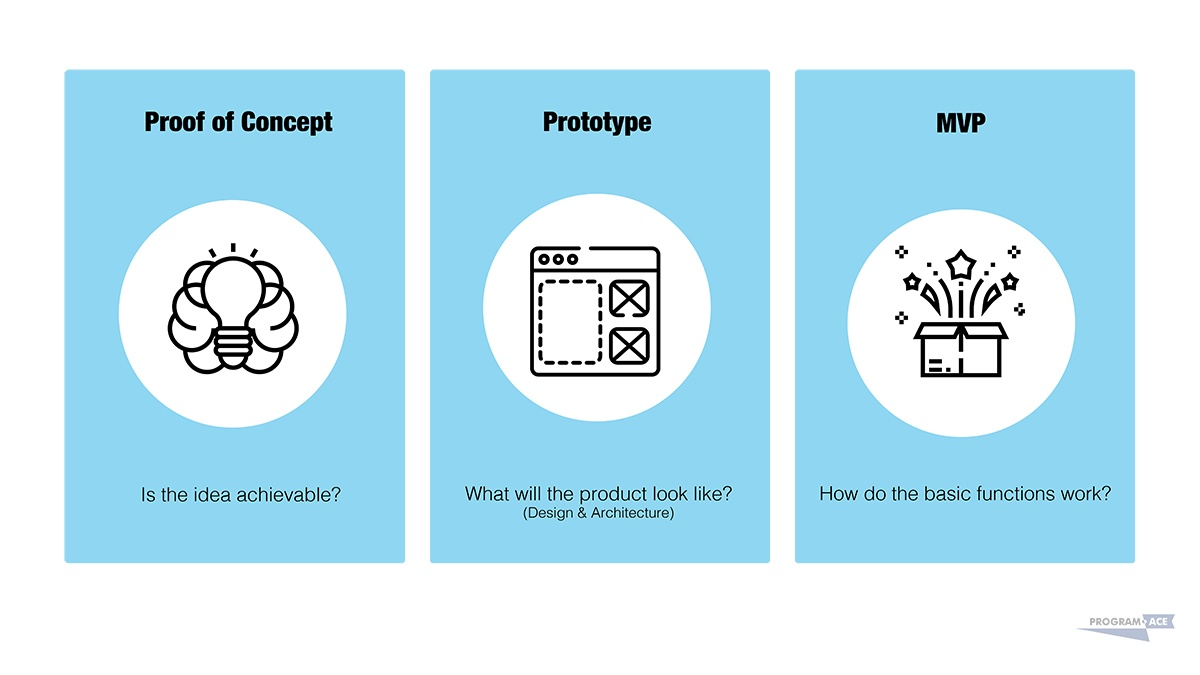 Proof of Concept
Is the idea achievable?
Prototype
What will the product look like?
(Design & Architecture)
MVP
How do the basic functions work?
PROGRAM ACE